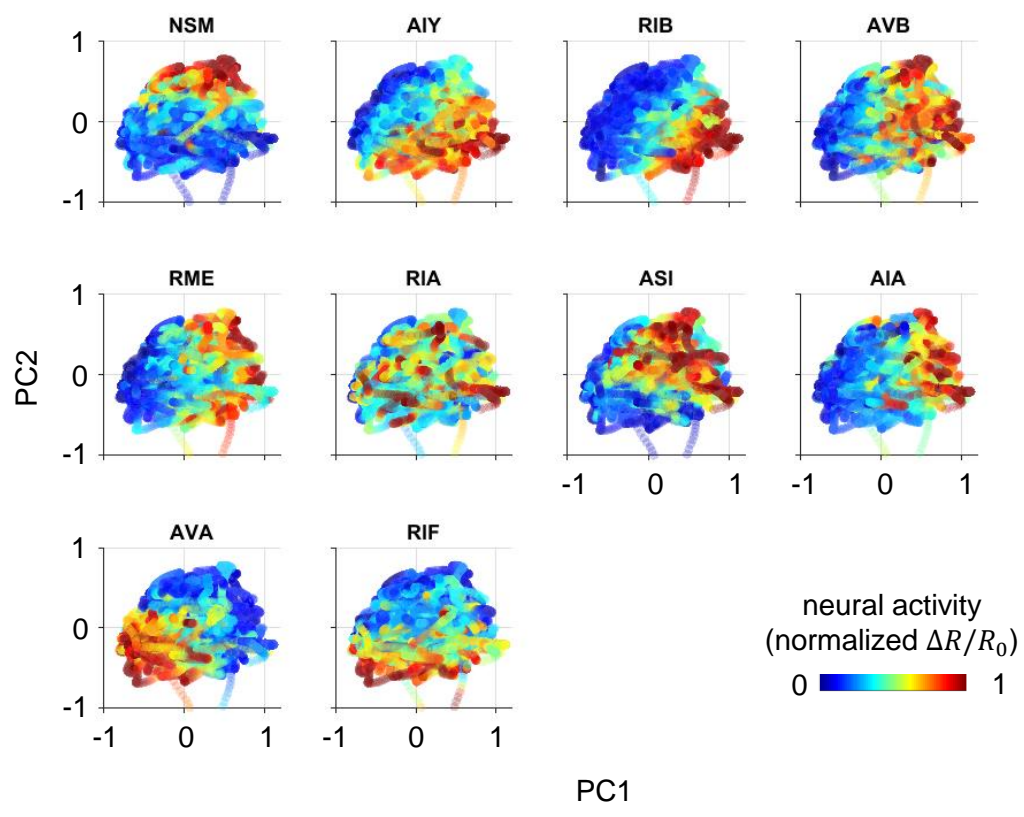 NSM AIY RIB AVB
1
0
-1
RME RIA ASI AIA
1
0
-1
-1 0 1 -1 0 1
AVA RIF
1
0
-1
-1 0 1 -1 0 1
PC2
PC1
neural activity
(normalized ΔR/R₀)
0 1